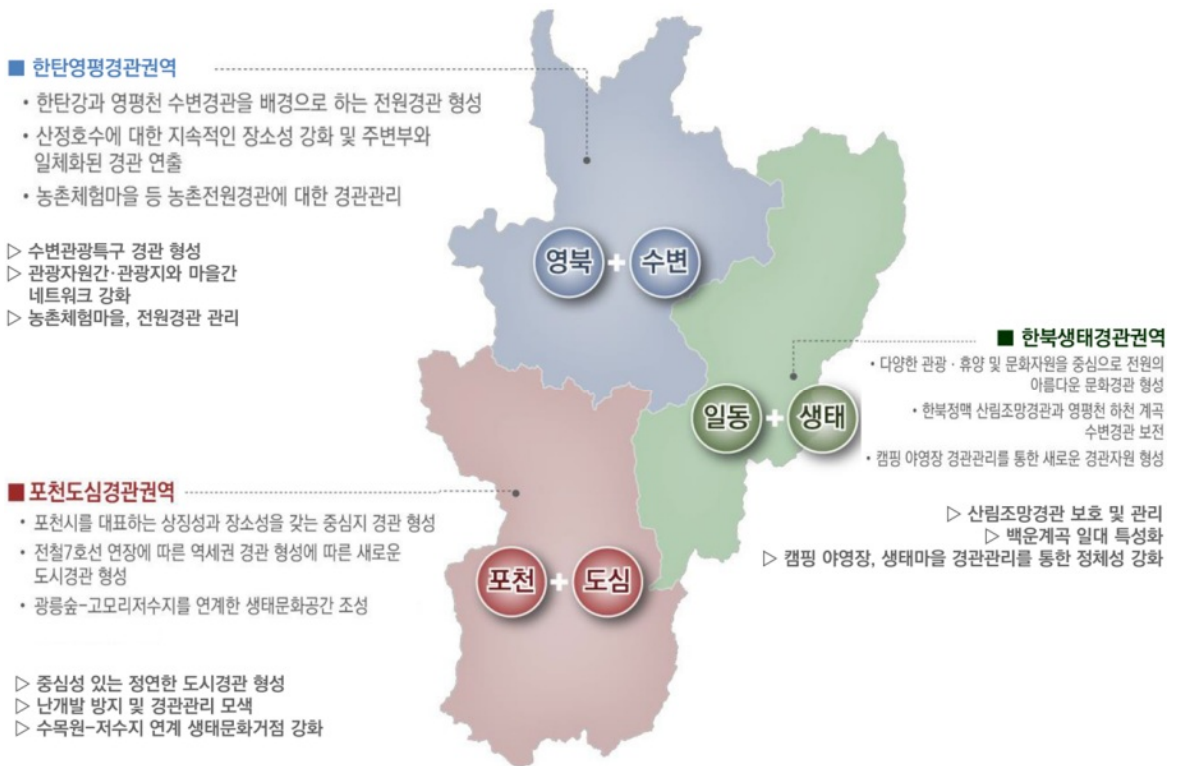 ■ 한탄영평경관권역
• 한탄강과 영평천 수변경관을 배경으로 하는 전원경관 형성
• 산정호수에 대한 지속적인 장소성 강화 및 주변부와
일체화된 경관 연출
• 농촌체험마을 등 농촌전원경관에 대한 경관관리
▷ 수변관광특구 경관 형성
▷ 관광자원간·관광지와 마을간
네트워크 강화
▷ 농촌체험마을, 전원경관 관리
영북 + 수변
■ 한북생태경관권역
• 다양한 관광 · 휴양 및 문화자원을 중심으로 전원의
아름다운 문화경관 형성
• 한북정맥 산림조망경관과 영평천 하천 계곡
수변경관 보전
• 캠핑 야영장 경관관리를 통한 새로운 경관자원 형성
일동 + 생태
▷ 산림조망경관 보호 및 관리
▷ 백운계곡 일대 특성화
▷ 캠핑 야영장, 생태마을 경관관리를 통한 정체성 강화
■ 포천도심경관권역
• 포천시를 대표하는 상징성과 장소성을 갖는 중심지 경관 형성
• 전철7호선 연장에 따른 역세권 경관 형성에 따른 새로운
도시경관 형성
• 광릉숲-고모리저수지를 연계한 생태문화공간 조성
포천 + 도심
▷ 중심성 있는 정연한 도시경관 형성
▷ 난개발 방지 및 경관관리 모색
▷ 수목원-저수지 연계 생태문화거점 강화